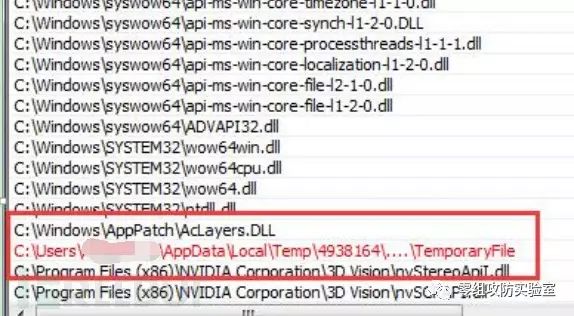 C:\Windows\syswow64\api-ms-win-core-timezone-l1-1-0.dll
C:\Windows\syswow64\api-ms-win-core-synch-l1-2-0.DLL
C:\Windows\syswow64\api-ms-win-core-processthreads-l1-1-1.dll
C:\Windows\syswow64\api-ms-win-core-localization-l1-2-0.dll
C:\Windows\syswow64\api-ms-win-core-file-l2-1-0.dll
C:\Windows\syswow64\api-ms-win-core-file-l1-2-0.dll
C:\Windows\syswow64\ADVAPI32.dll
C:\Windows\SYSTEM32\wow64win.dll
C:\Windows\SYSTEM32\wow64cpu.dll
C:\Windows\SYSTEM32\wow64.dll
C:\Windows\SYSTEM32\ntdll.dll
C:\Windows\AppPatch\AcLayers.DLL
C:\Users\ \AppData\Local\Temp\4938164\....\TemporaryFile
C:\Program Files (x86)\NVIDIA Corporation\3D Vision\nvStereoApiI.dll
C:\Program Files (x86)\NVIDIA Corporation\3D Vision\
零组攻防实验室